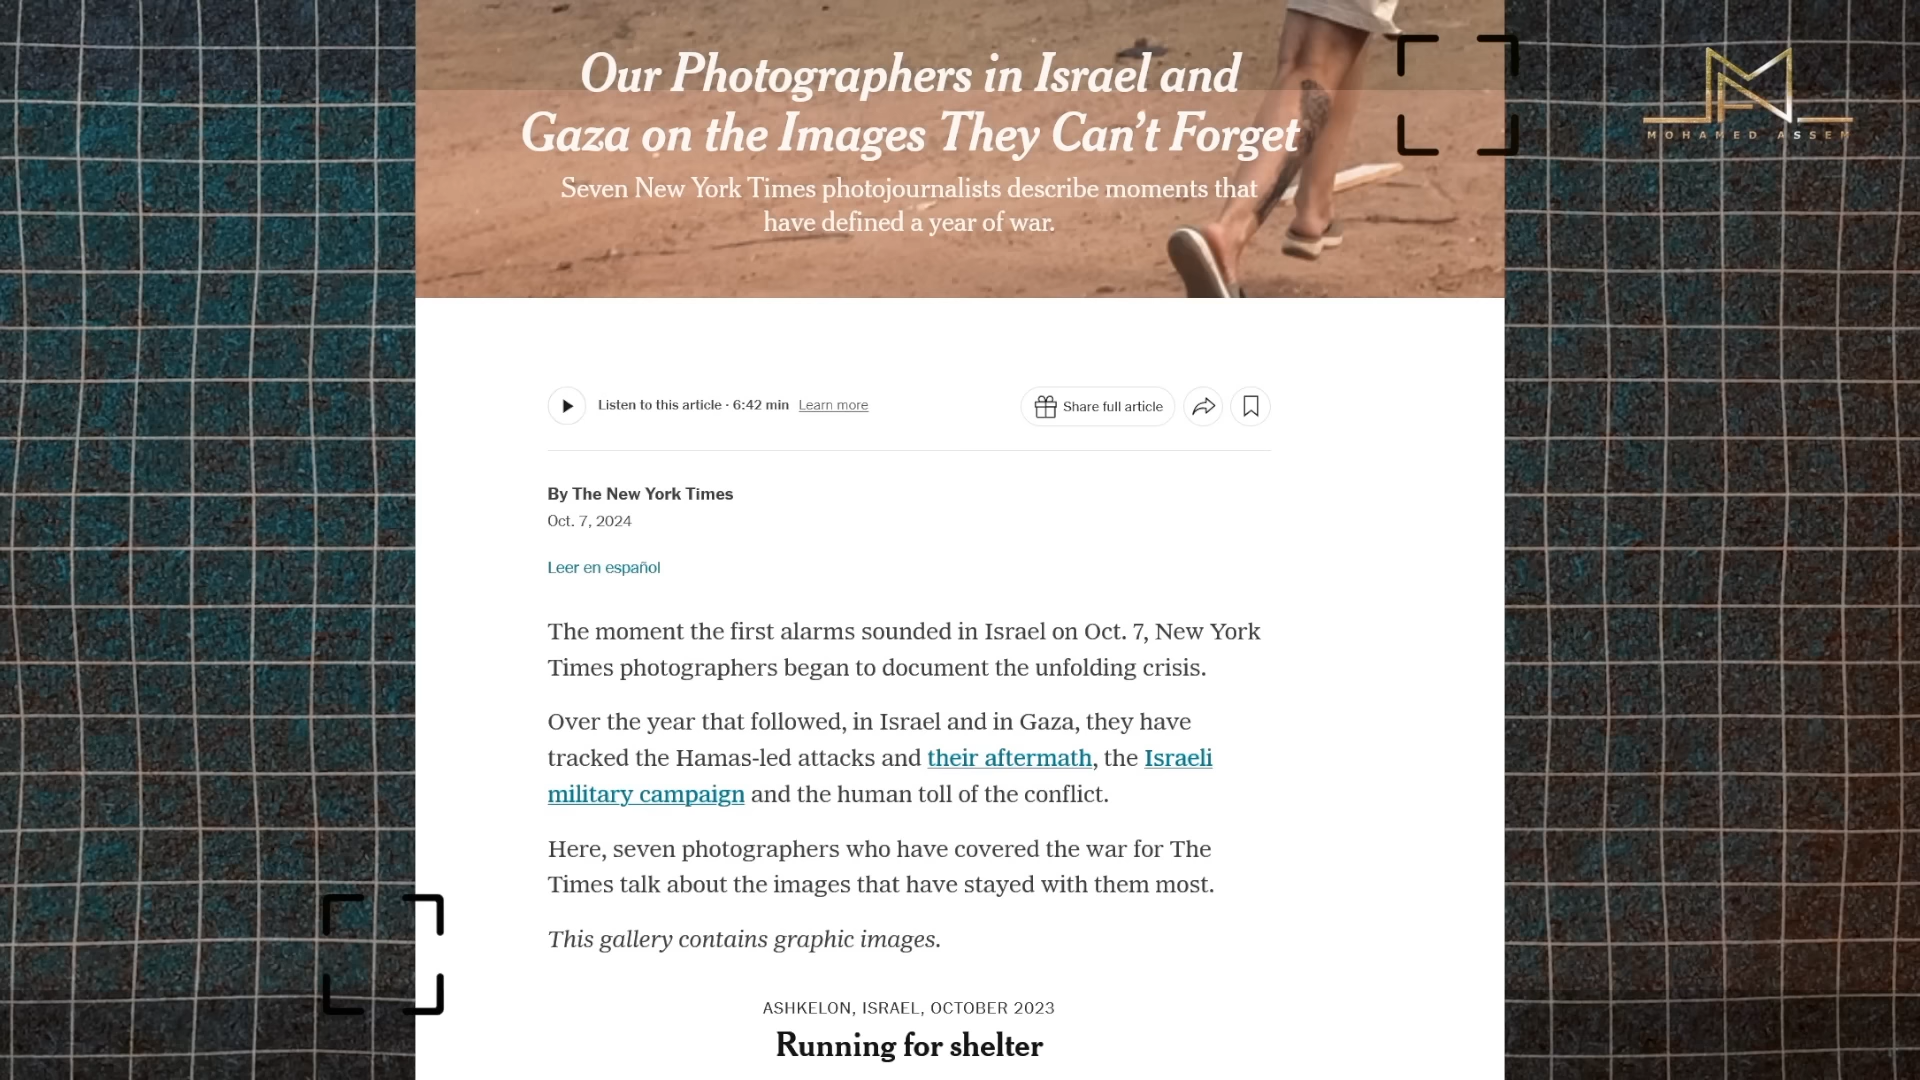 Our Photographers in Israel and
Gaza on the Images They Can’t Forget
Seven New York Times photojournalists describe moments that
have defined a year of war.
MOHAMED ASSEM
Listen to this article · 6:42 min Learn more
Share full article
By The New York Times
Oct. 7, 2024
Leer en español
The moment the first alarms sounded in Israel on Oct. 7, New York
Times photographers began to document the unfolding crisis.
Over the year that followed, in Israel and in Gaza, they have
tracked the Hamas-led attacks and their aftermath, the Israeli
military campaign and the human toll of the conflict.
Here, seven photographers who have covered the war for The
Times talk about the images that have stayed with them most.
This gallery contains graphic images.
ASHKELON, ISRAEL, OCTOBER 2023
Running for shelter